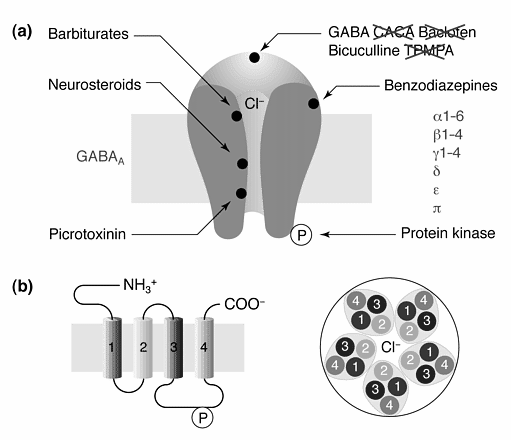 (a)
Barbiturates
GABA CACA Baclofen
Bicuculline TPMPA
Neurosteroids
Benzodiazepines
Cl⁻
α1-6
β1-4
γ1-4
δ
ε
π
GABA_A
Picrotoxinin
P
Protein kinase
(b)
NH₃⁺
COO⁻
1 2 3 4
P
4 3 1 2
4 3 1 2
3 2 4 1
Cl⁻
2 1 3 4
2 3 1 4